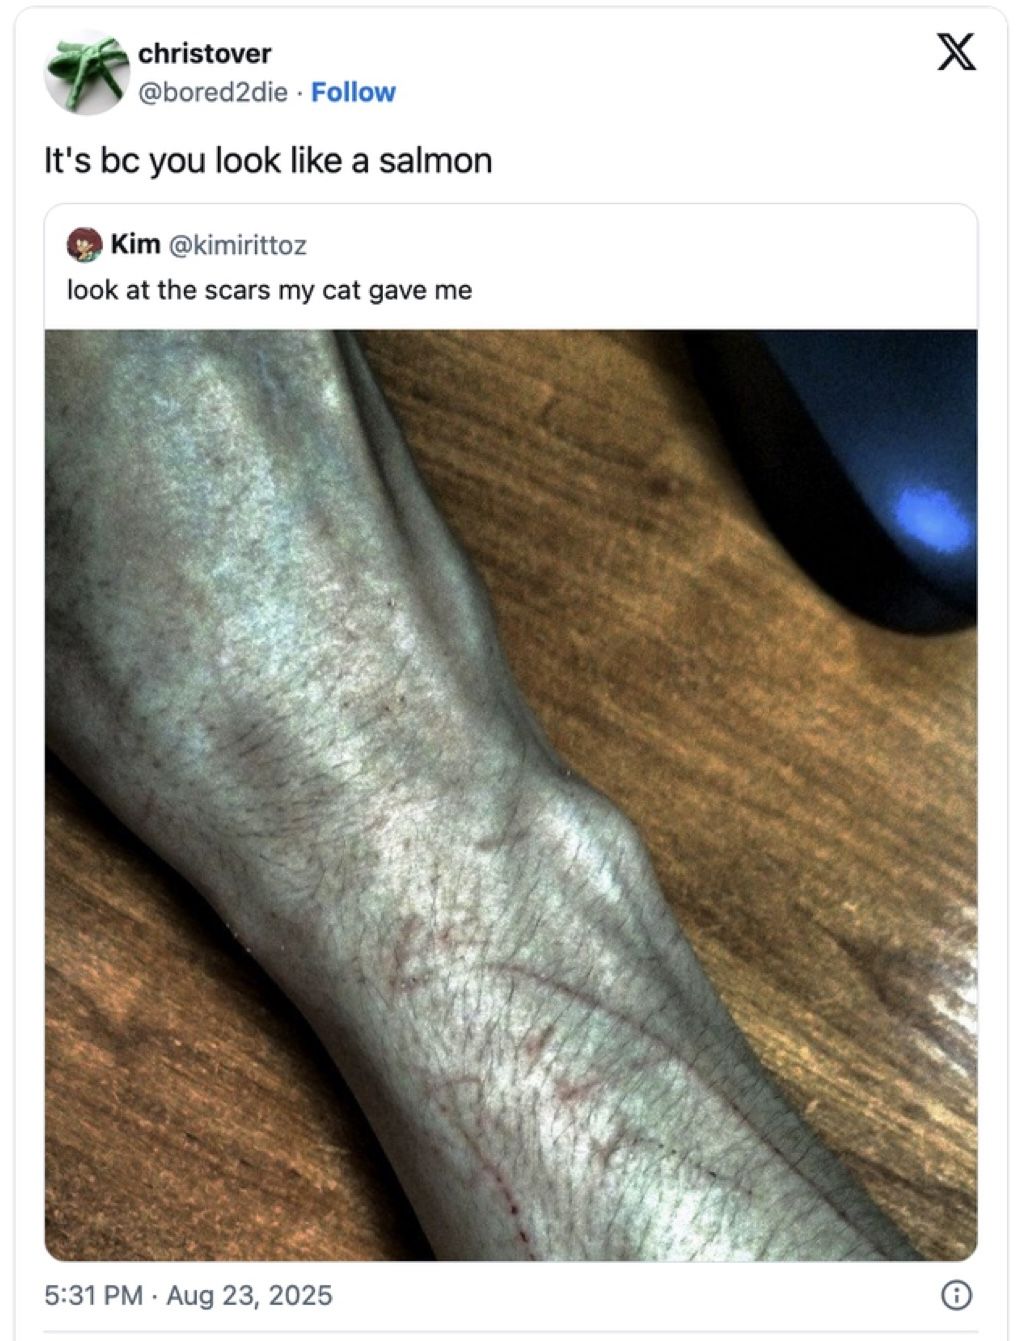 christover
@bored2die · Follow
It's bc you look like a salmon
Kim @kimirittoz
look at the scars my cat gave me
5:31 PM · Aug 23, 2025